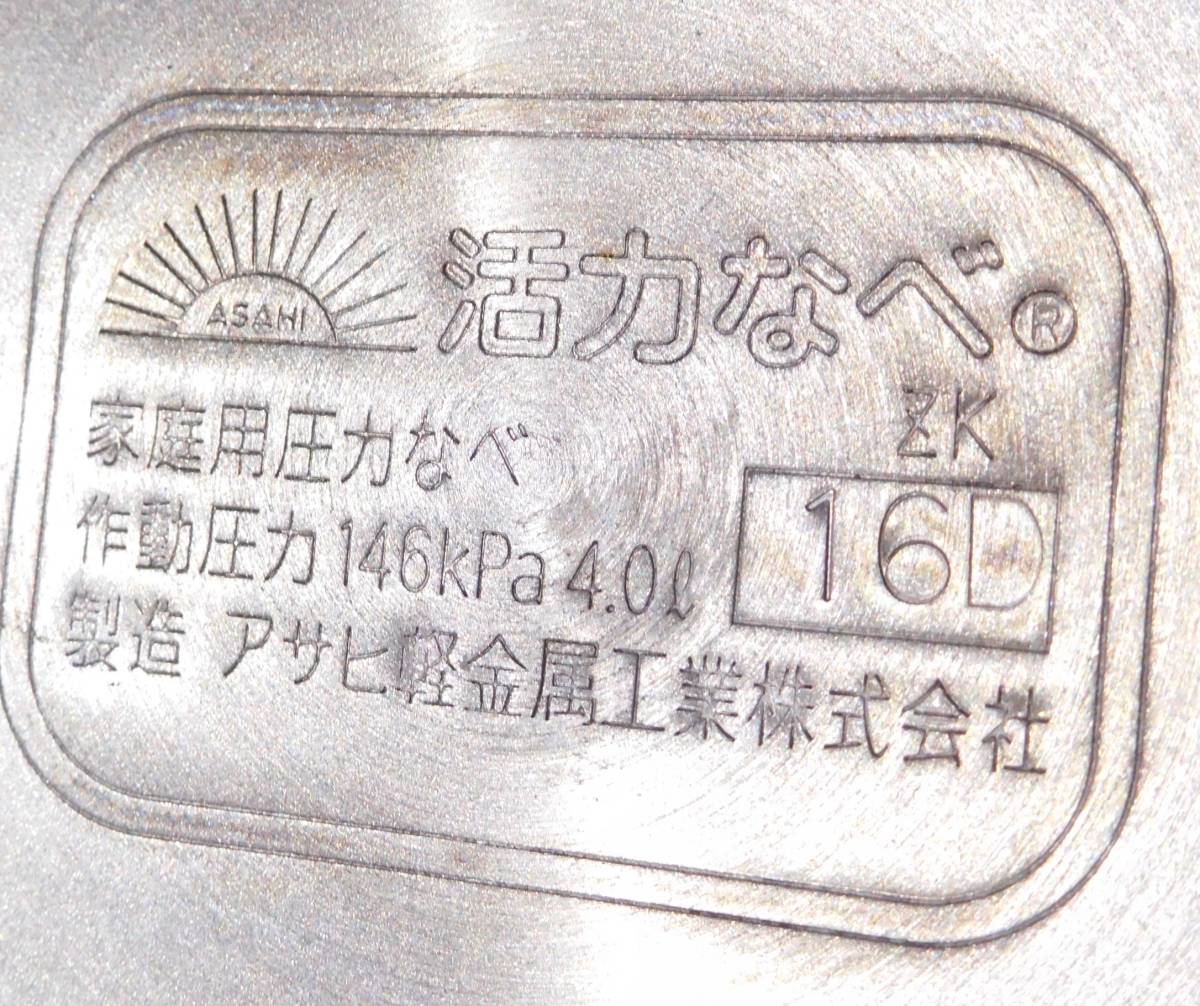 ASAHI
活力なべ®
家庭用圧力なべ
ZK
作動圧力 146kPa 4.0ℓ
16D
製造 アサヒ軽金属工業株式会社